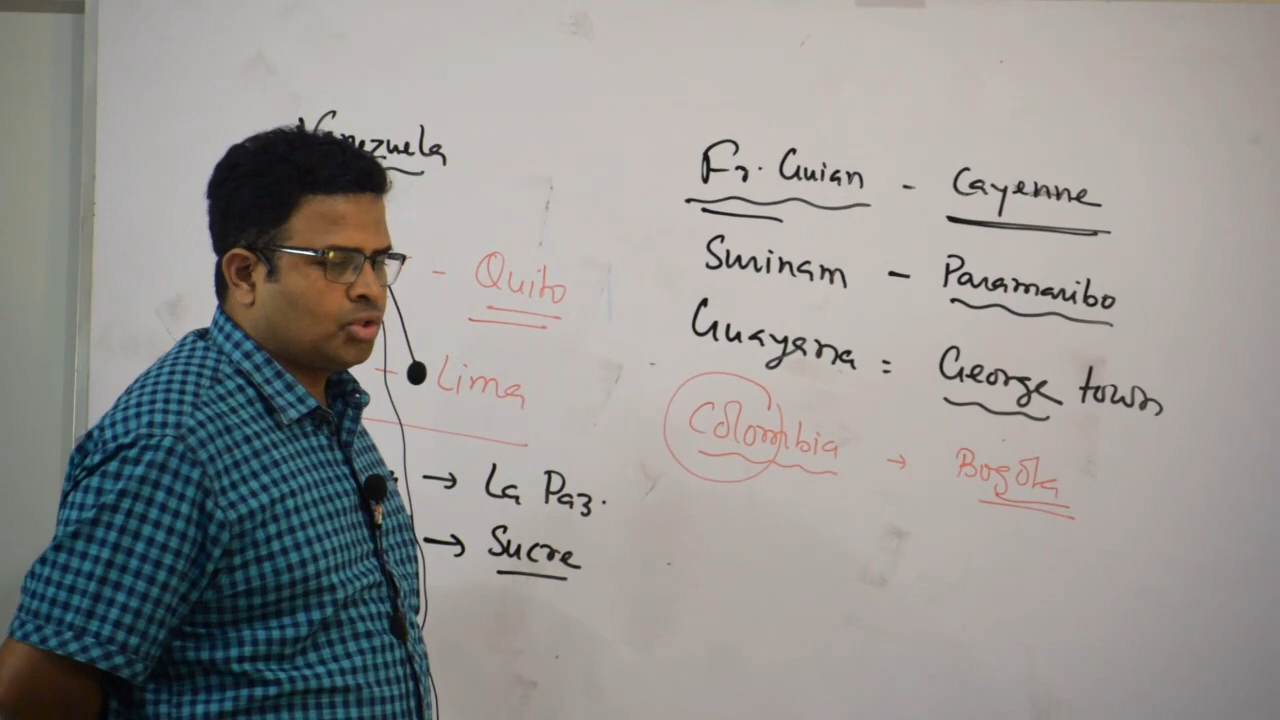 Venezuela
- Quito
- Lima
→ La Paz.
→ Sucre
Fr. Guian - Cayenne
Surinam - Paramaribo
Guayana = George town
Colombia → Bogota